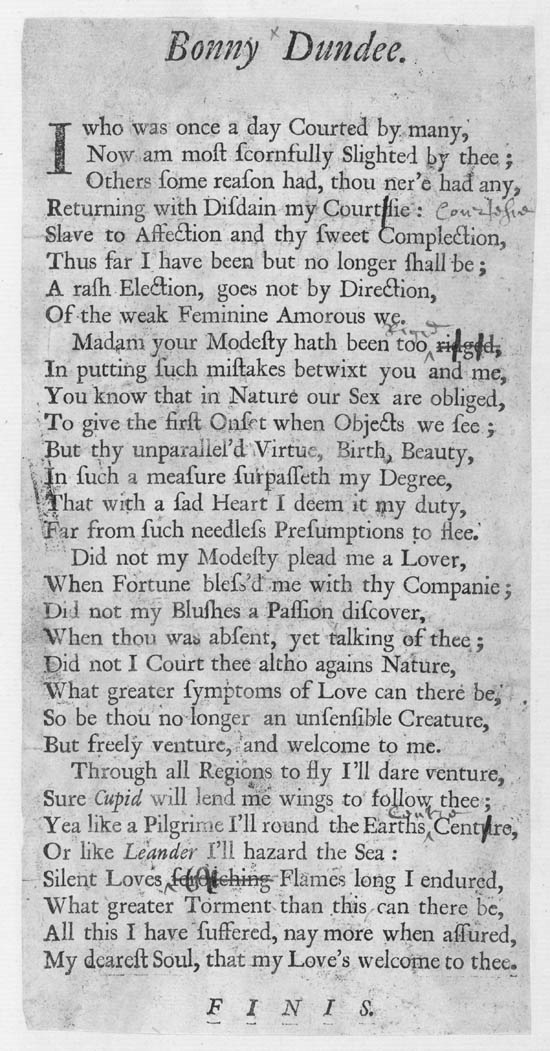 Bonny Dundee.
I who was once a day Courted by many,
Now am moſt ſcornfully Slighted by thee ;
Others ſome reaſon had, thou ner'e had any,
Returning with Diſdain my Courtſie : Courteſie
Slave to Affection and thy ſweet Complection,
Thus far I have been but no longer ſhall be ;
A raſh Election, goes not by Direction,
Of the weak Feminine Amorous we.
Madam your Modeſty hath been too ridged,
In putting ſuch miſtakes betwixt you and me,
You know that in Nature our Sex are obliged,
To give the firſt Onſet when Objects we ſee ;
But thy unparallel'd Virtue, Birth, Beauty,
In ſuch a meaſure ſurpaſſeth my Degree,
That with a ſad Heart I deem it my duty,
Far from ſuch needleſs Preſumptions to flee.
Did not my Modeſty plead me a Lover,
When Fortune bleſs'd me with thy Companie ;
Did not my Bluſhes a Paſſion diſcover,
When thou was abſent, yet talking of thee ;
Did not I Court thee altho agains Nature,
What greater ſymptoms of Love can there be,
So be thou no longer an unſenſible Creature,
But freely venture, and welcome to me.
Through all Regions to fly I'll dare venture,
Sure Cupid will lend me wings to follow thee ;
Yea like a Pilgrime I'll round the Earths Centre,
Or like Leander I'll hazard the Sea :
Silent Loves Flames long I endured,
What greater Torment than this can there be,
All this I have ſuffered, nay more when aſſured,
My deareſt Soul, that my Love's welcome to thee.
F I N I S.